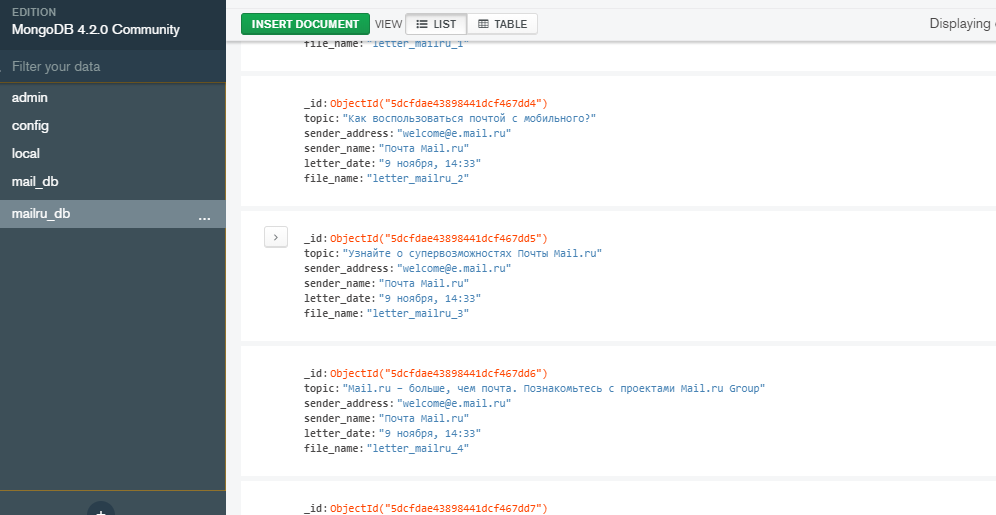 EDITION
MongoDB 4.2.0 Community
Filter your data
admin
config
local
mail_db
mailru_db
...
INSERT DOCUMENT VIEW LIST TABLE Displaying
file_name: "letter_mailru_1"
_id: ObjectId("5dcfdae43898441dcf467dd4")
topic: "Как воспользоваться почтой с мобильного?"
sender_address: "welcome@e.mail.ru"
sender_name: "Почта Mail.ru"
letter_date: "9 ноября, 14:33"
file_name: "letter_mailru_2"
_id: ObjectId("5dcfdae43898441dcf467dd5")
topic: "Узнайте о супервозможностях Почты Mail.ru"
sender_address: "welcome@e.mail.ru"
sender_name: "Почта Mail.ru"
letter_date: "9 ноября, 14:33"
file_name: "letter_mailru_3"
_id: ObjectId("5dcfdae43898441dcf467dd6")
topic: "Mail.ru – больше, чем почта. Познакомьтесь с проектами Mail.ru Group"
sender_address: "welcome@e.mail.ru"
sender_name: "Почта Mail.ru"
letter_date: "9 ноября, 14:33"
file_name: "letter_mailru_4"
_id: ObjectId("5dcfdae43898441dcf467dd7")